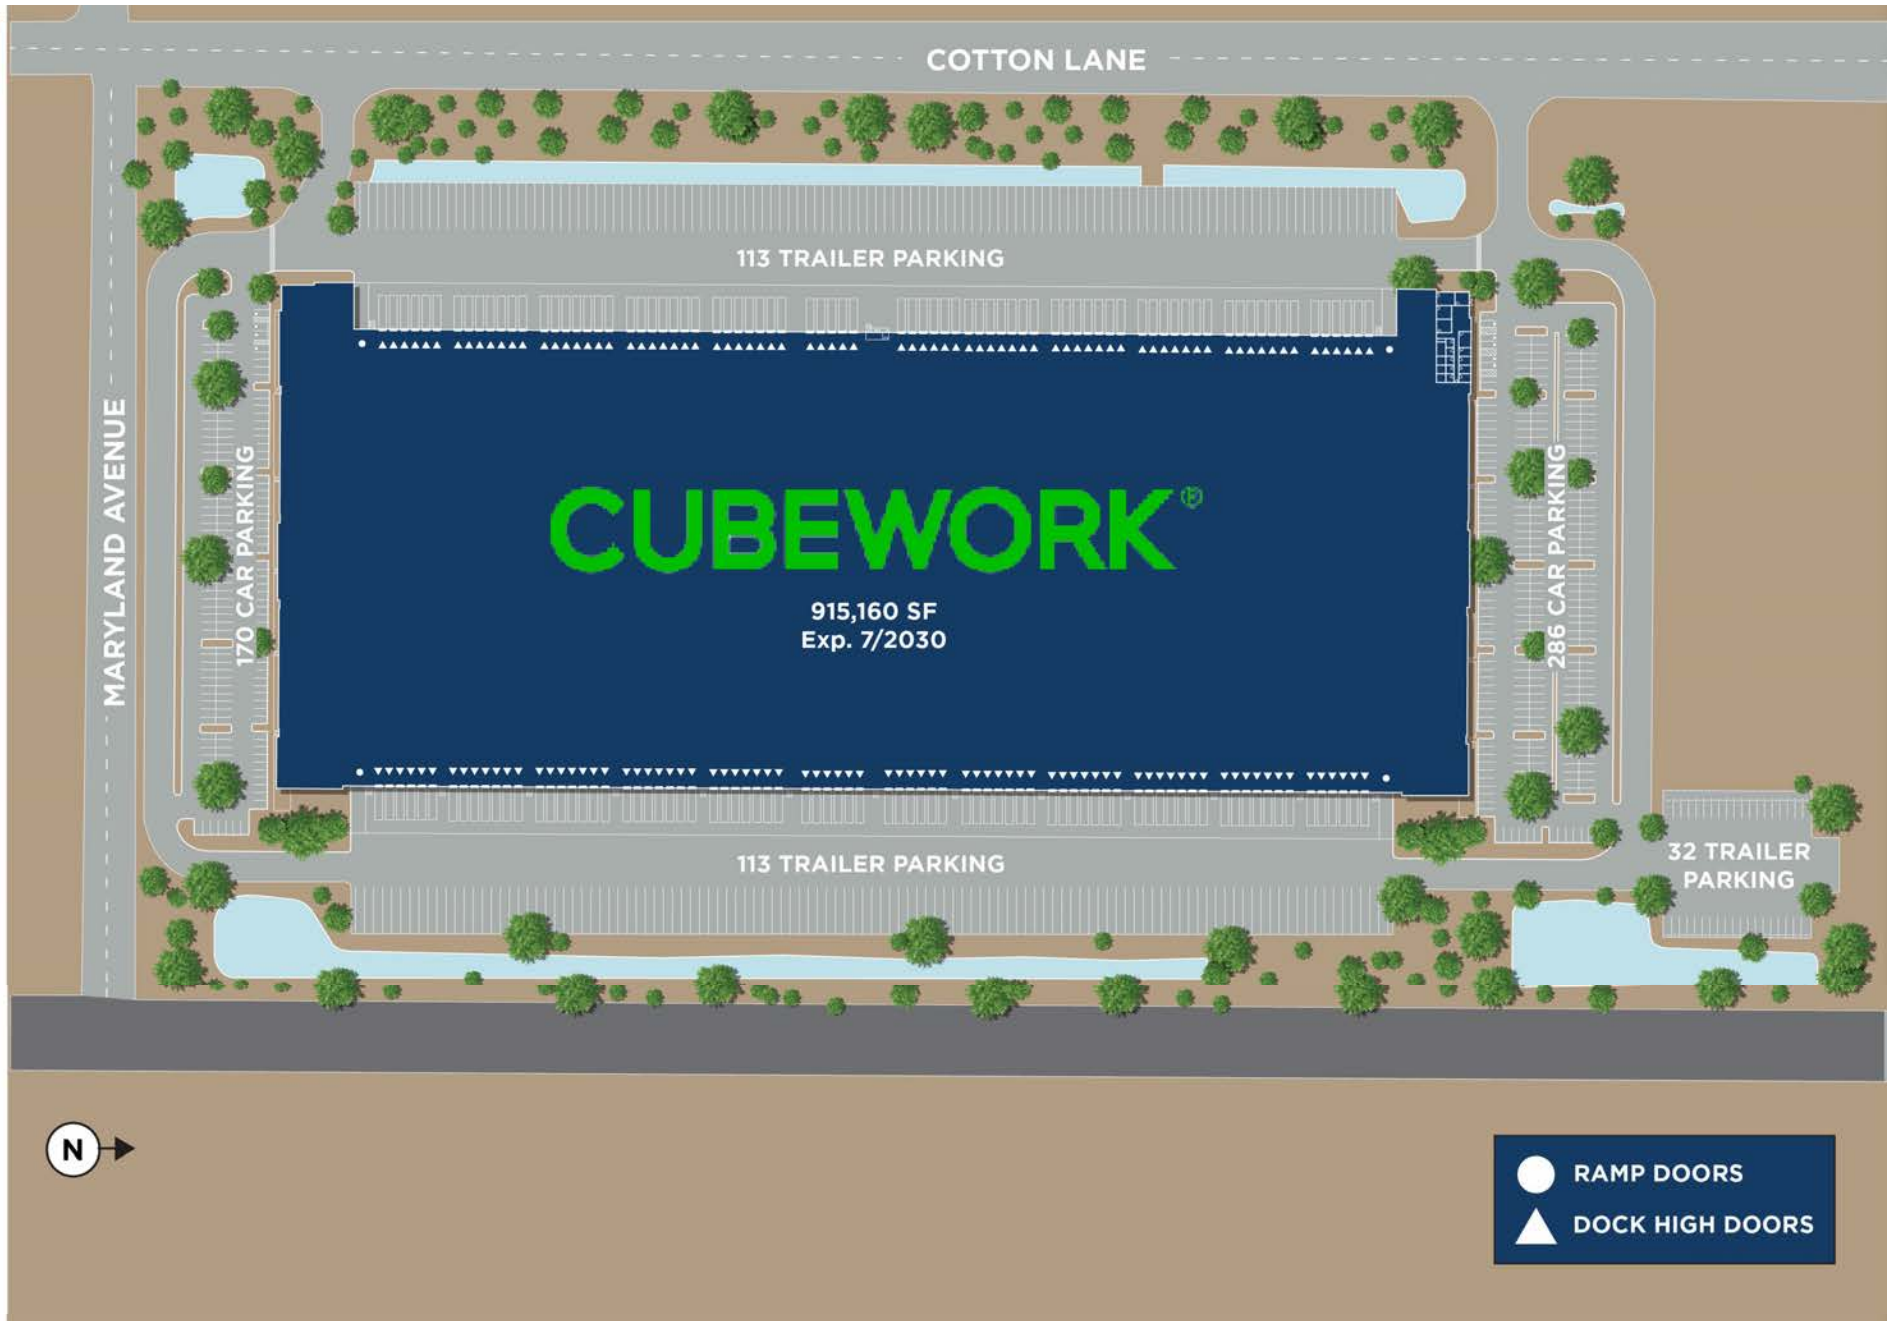 COTTON LANE
113 TRAILER PARKING
MARYLAND AVENUE
170 CAR PARKING
CUBEWORK®
915,160 SF
Exp. 7/2030
286 CAR PARKING
113 TRAILER PARKING
32 TRAILER
PARKING
N
RAMP DOORS
DOCK HIGH DOORS